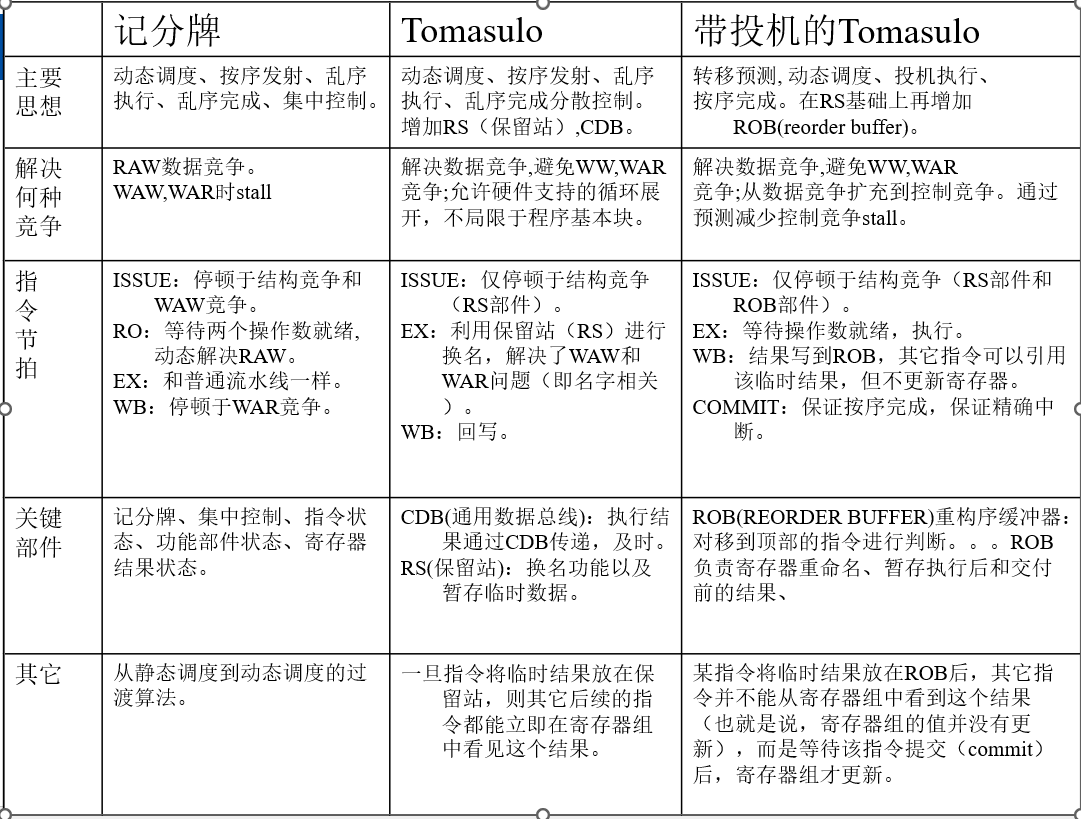 记分牌
Tomasulo
带投机的Tomasulo
主要
思想
动态调度、按序发射、乱序
执行、乱序完成、集中控制。
动态调度、按序发射、乱序
执行、乱序完成分散控制。
增加RS（保留站）,CDB。
转移预测, 动态调度、投机执行、
按序完成。在RS基础上再增加
ROB(reorder buffer)。
解决
何种
竞争
RAW数据竞争。
WAW,WAR时stall
解决数据竞争,避免WW,WAR
竞争;允许硬件支持的循环展
开，不局限于程序基本块。
解决数据竞争,避免WW,WAR
竞争;从数据竞争扩充到控制竞争。通过
预测减少控制竞争stall。
指
令
节
拍
ISSUE：停顿于结构竞争和
WAW竞争。
RO：等待两个操作数就绪,
动态解决RAW。
EX：和普通流水线一样。
WB：停顿于WAR竞争。
ISSUE：仅停顿于结构竞争
（RS部件）。
EX：利用保留站（RS）进行
换名，解决了WAW和
WAR问题（即名字相关
）。
WB：回写。
ISSUE：仅停顿于结构竞争（RS部件和
ROB部件）。
EX：等待操作数就绪，执行。
WB：结果写到ROB，其它指令可以引用
该临时结果，但不更新寄存器。
COMMIT：保证按序完成，保证精确中
断。
关键
部件
记分牌、集中控制、指令状
态、功能部件状态、寄存器
结果状态。
CDB(通用数据总线)：执行结
果通过CDB传递，及时。
RS(保留站)：换名功能以及
暂存临时数据。
ROB(REORDER BUFFER)重构序缓冲器：
对移到顶部的指令进行判断。。。ROB
负责寄存器重命名、暂存执行后和交付
前的结果、
其它
从静态调度到动态调度的过
渡算法。
一旦指令将临时结果放在保
留站，则其它后续的指
令都能立即在寄存器组
中看见这个结果。
某指令将临时结果放在ROB后，其它指
令并不能从寄存器组中看到这个结果
（也就是说，寄存器组的值并没有更
新），而是等待该指令提交（commit）
后，寄存器组才更新。